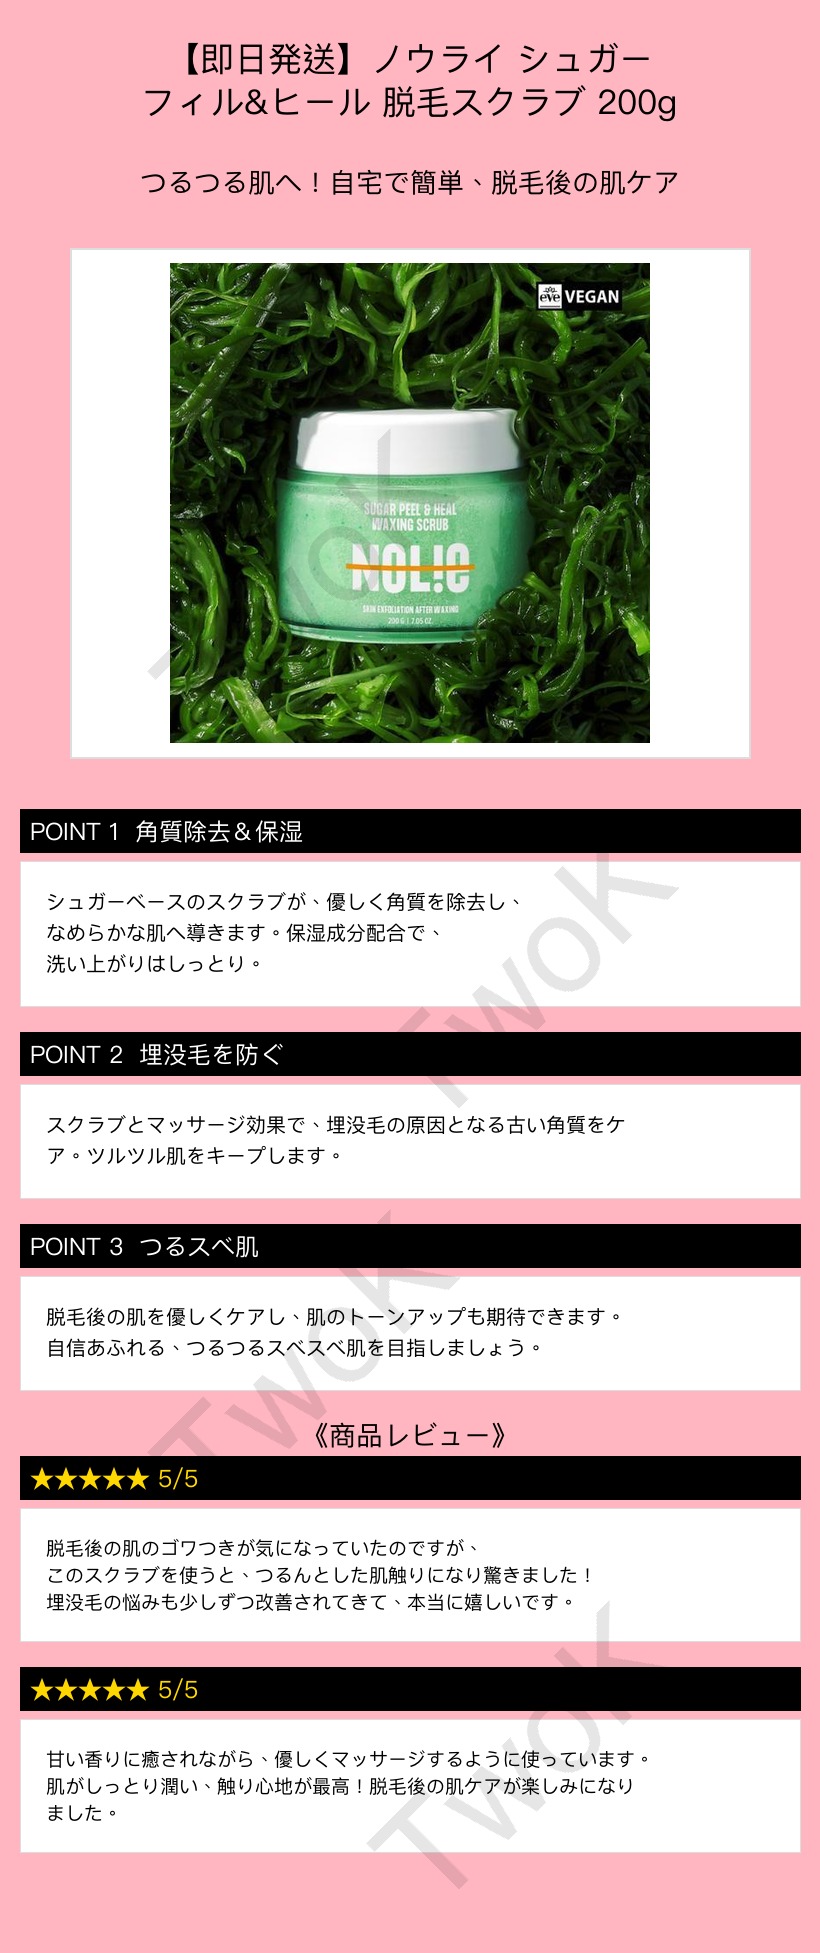 【即日発送】ノウライ シュガー
フィル&ヒール 脱毛スクラブ 200g
つるつる肌へ！自宅で簡単、脱毛後の肌ケア
eve VEGAN
SUGAR PEEL & HEAL
WAXING SCRUB
NOL!C
SKIN EXFOLIATION AFTER WAXING
200 G | 7.05 OZ.
TwoK
POINT 1 角質除去＆保湿
シュガーベースのスクラブが、優しく角質を除去し、
なめらかな肌へ導きます。保湿成分配合で、
洗い上がりはしっとり。
TwoK
POINT 2 埋没毛を防ぐ
スクラブとマッサージ効果で、埋没毛の原因となる古い角質をケ
ア。ツルツル肌をキープします。
POINT 3 つるスベ肌
脱毛後の肌を優しくケアし、肌のトーンアップも期待できます。
自信あふれる、つるつるスベスベ肌を目指しましょう。
TwoK
《商品レビュー》
★★★★★ 5/5
脱毛後の肌のゴワつきが気になっていたのですが、
このスクラブを使うと、つるんとした肌触りになり驚きました！
埋没毛の悩みも少しずつ改善されてきて、本当に嬉しいです。
★★★★★ 5/5
甘い香りに癒されながら、優しくマッサージするように使っています。
肌がしっとり潤い、触り心地が最高！脱毛後の肌ケアが楽しみになり
ました。
TwoK